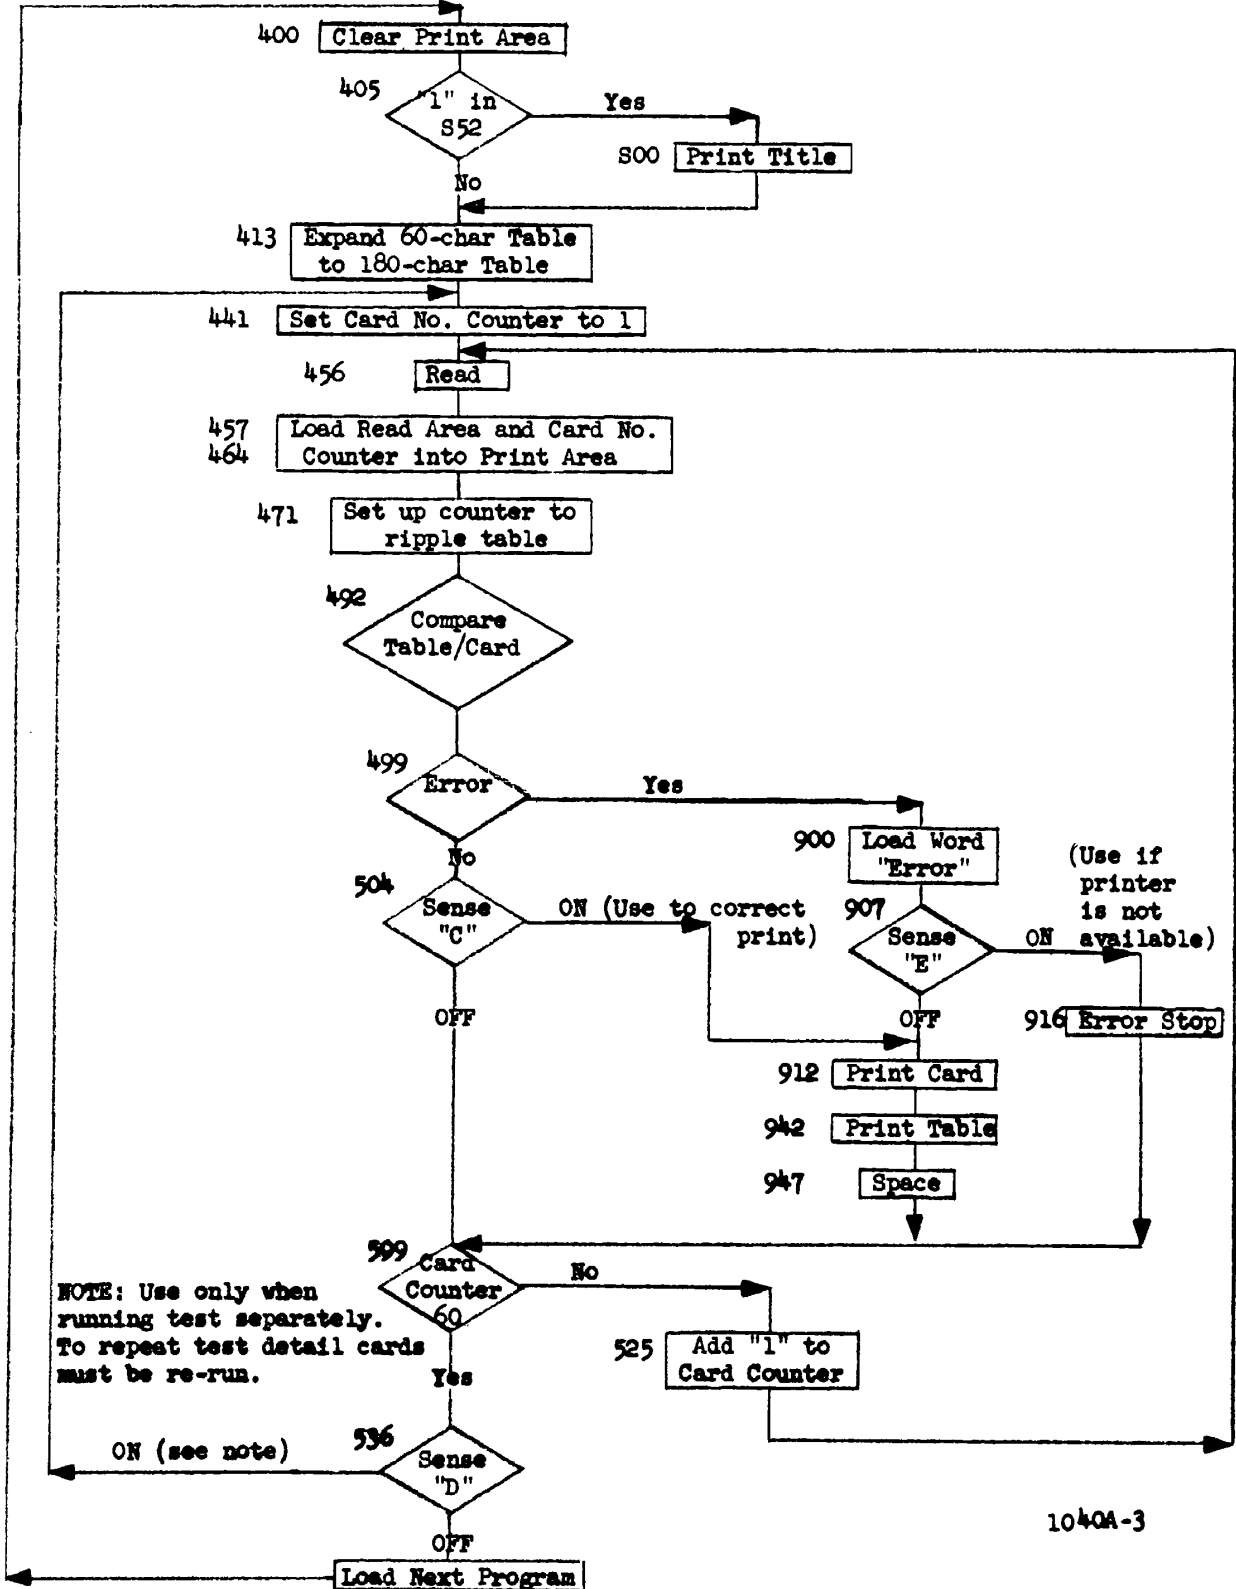 400 Clear Print Area
405 "1" in
S52
Yes
S00 Print Title
No
413 Expand 60-char Table
to 180-char Table
441 Set Card No. Counter to 1
456 Read
457 Load Read Area and Card No.
464 Counter into Print Area
471 Set up counter to
ripple table
492 Compare
Table/Card
499 Error
Yes
No
900 Load Word
"Error"
(Use if
printer
is not
available)
504 Sense
"C"
ON (Use to correct
print)
907 Sense
"E"
ON
OFF
OFF
916 Error Stop
912 Print Card
942 Print Table
947 Space
599 Card
Counter
60
No
NOTE: Use only when
running test separately.
To repeat test detail cards
must be re-run.
525 Add "1" to
Card Counter
Yes
536 Sense
"D"
ON (see note)
OFF
1040A-3
Load Next Program